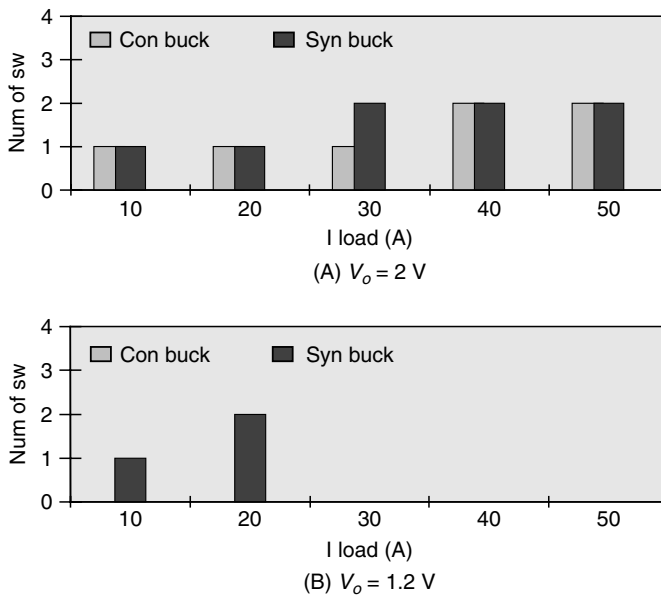 4
Con buck
Syn buck
3
Num of sw
2
1
0
10 20 30 40 50
I load (A)
(A) Vₒ = 2 V
4
Con buck
Syn buck
3
Num of sw
2
1
0
10 20 30 40 50
I load (A)
(B) Vₒ = 1.2 V